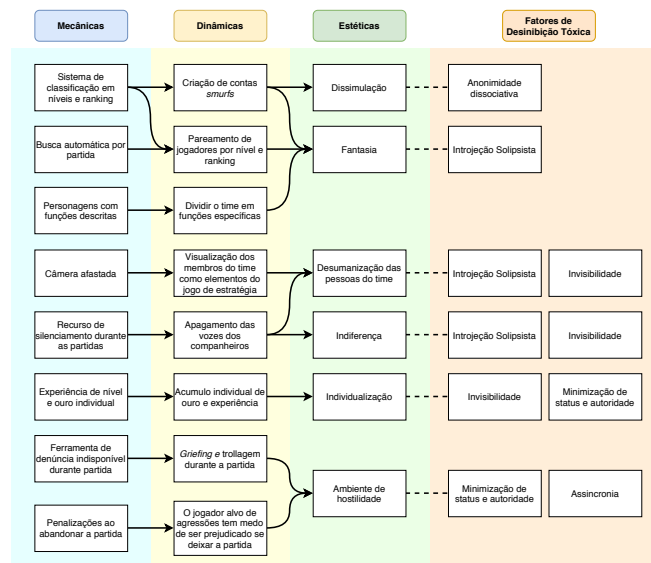 Mecânicas
Dinâmicas
Estéticas
Fatores de
Desinibição Tóxica
Sistema de
classificação em
níveis e ranking
Criação de contas
smurfs
Dissimulação
Anonimidade
dissociativa
Busca automática por
partida
Pareamento de
jogadores por nível e
ranking
Fantasia
Introjeção Solipsista
Personagens com
funções descritas
Dividir o time em
funções específicas
Câmera afastada
Visualização dos
membros do time
como elementos do
jogo de estratégia
Desumanização das
pessoas do time
Introjeção Solipsista
Invisibilidade
Recurso de
silenciamento durante
as partidas
Apagamento das
vozes dos
companheiros
Indiferença
Introjeção Solipsista
Invisibilidade
Experiência de nível
e ouro individual
Acumulo individual de
ouro e experiência
Individualização
Invisibilidade
Minimização de
status e autoridade
Ferramenta de
denúncia indisponível
durante partida
Griefing e trollagem
durante a partida
Ambiente de
hostilidade
Minimização de
status e autoridade
Assincronia
Penalizações ao
abandonar a partida
O jogador alvo de
agressões tem medo
de ser prejudicado se
deixar a partida